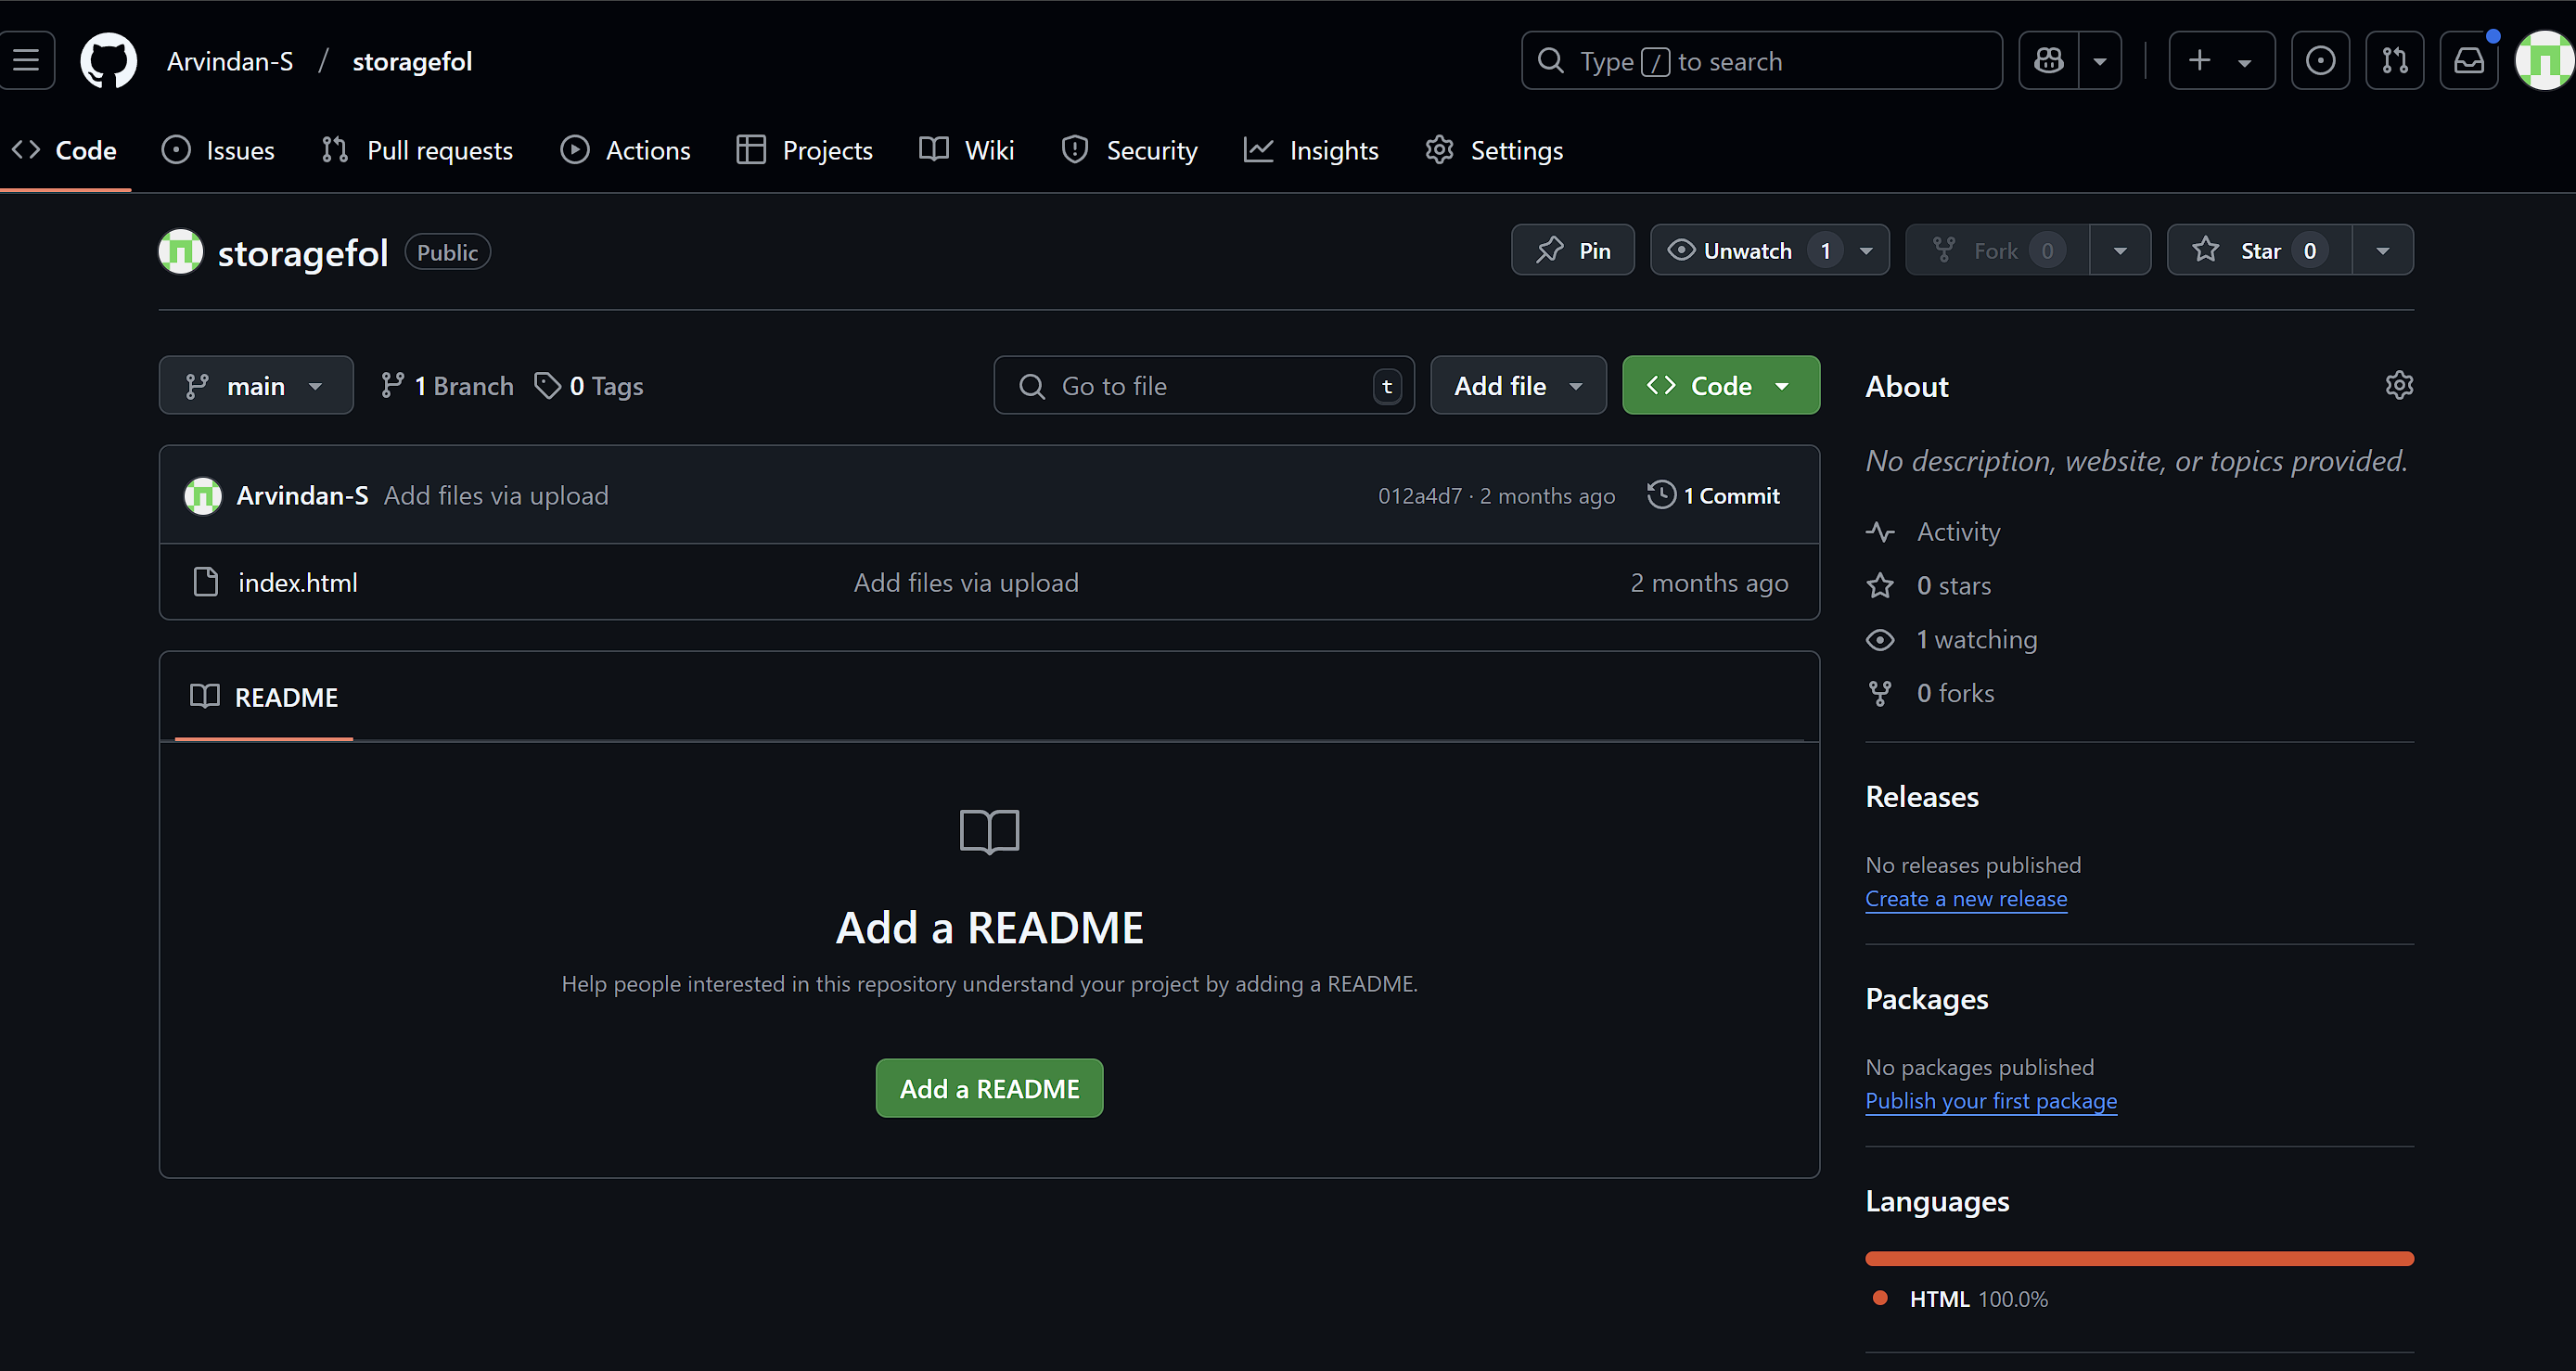 Arvindan-S / storagefol
Type / to search
Code Issues Pull requests Actions Projects Wiki Security Insights Settings
storagefol Public
Pin Unwatch 1 Fork 0 Star 0
main 1 Branch 0 Tags
Go to file t Add file Code
Arvindan-S Add files via upload 012a4d7 · 2 months ago 1 Commit
index.html Add files via upload 2 months ago
README
Add a README
Help people interested in this repository understand your project by adding a README.
Add a README
About
No description, website, or topics provided.
Activity
0 stars
1 watching
0 forks
Releases
No releases published
Create a new release
Packages
No packages published
Publish your first package
Languages
HTML 100.0%